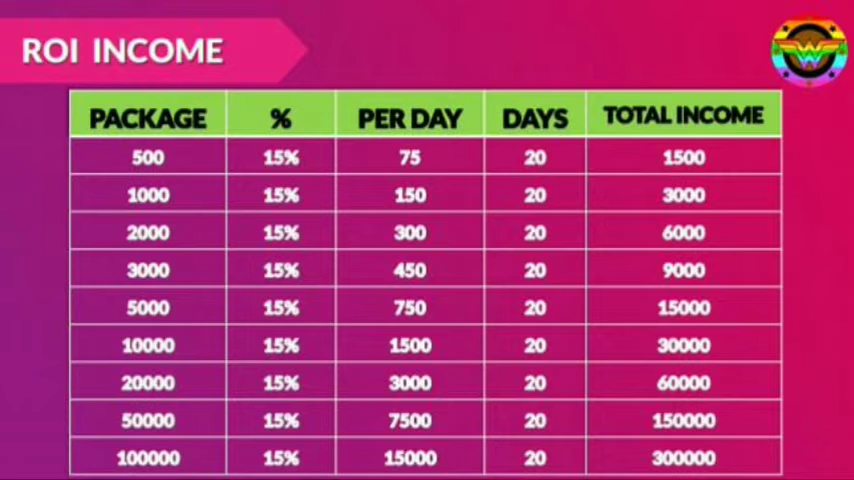 ROI INCOME
PACKAGE % PER DAY DAYS TOTAL INCOME
500 15% 75 20 1500
1000 15% 150 20 3000
2000 15% 300 20 6000
3000 15% 450 20 9000
5000 15% 750 20 15000
10000 15% 1500 20 30000
20000 15% 3000 20 60000
50000 15% 7500 20 150000
100000 15% 15000 20 300000